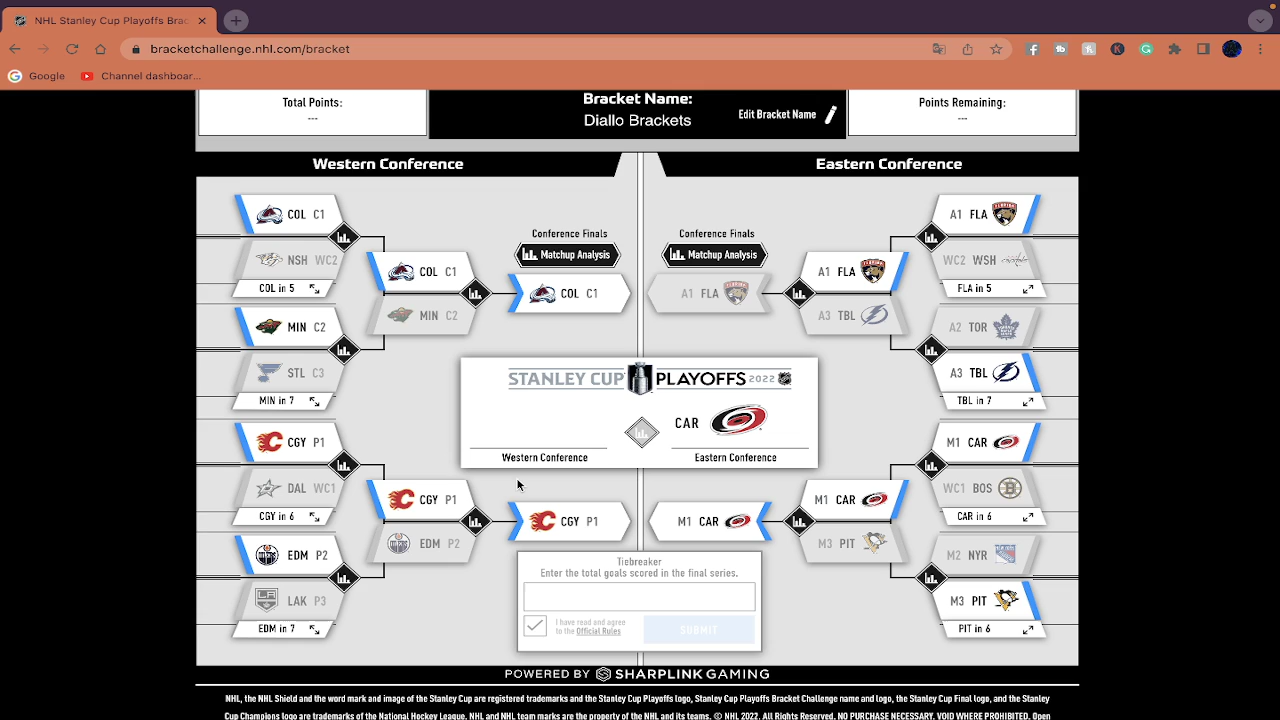 NHL Stanley Cup Playoffs Brac
bracketchallenge.nhl.com/bracket
Google
Channel dashboar...
Total Points:
---
Bracket Name:
Diallo Brackets
Edit Bracket Name
Points Remaining:
---
Western Conference
Eastern Conference
COL C1
NSH WC2
COL in 5
MIN C2
STL C3
MIN in 7
CGY P1
DAL WC1
CGY in 6
EDM P2
LAK P3
EDM in 7
COL C1
MIN C2
CGY P1
EDM P2
Conference Finals
Matchup Analysis
COL C1
CGY P1
Conference Finals
Matchup Analysis
A1 FLA
M1 CAR
STANLEY CUP PLAYOFFS 2022
CAR
Western Conference
Eastern Conference
A1 FLA
A3 TBL
M1 CAR
M3 PIT
A1 FLA
WC2 WSH
FLA in 5
A2 TOR
A3 TBL
TBL in 7
M1 CAR
WC1 BOS
CAR in 6
M2 NYR
M3 PIT
PIT in 6
Tiebreaker
Enter the total goals scored in the final series.
I have read and agree
to the Official Rules
SUBMIT
POWERED BY SHARPLINK GAMING
NHL, the NHL Shield and the word mark and image of the Stanley Cup are registered trademarks and the Stanley Cup Playoffs logo, Stanley Cup Playoffs Bracket Challenge name and logo, the Stanley Cup Final logo, and the Stanley
Cup Champions logo are trademarks of the National Hockey League. NHL and NHL team marks are the property of the NHL and its teams. © NHL 2022. All Rights Reserved. NO PURCHASE NECESSARY. VOID WHERE PROHIBITED. Open